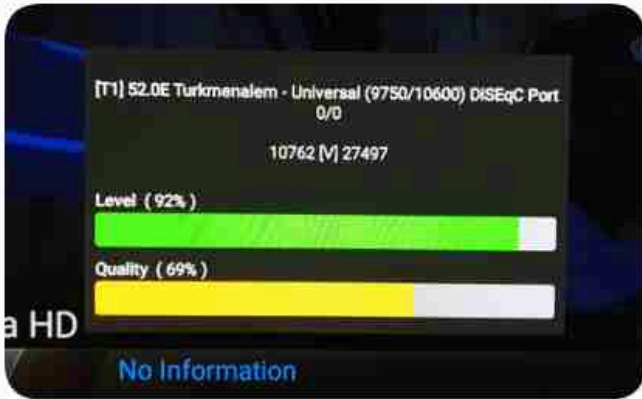 [T1] 52.0E Turkmenalem - Universal (9750/10600) DiSEqC Port
0/0
10762 [V] 27497
Level ( 92% )
Quality ( 69% )
a HD
No Information